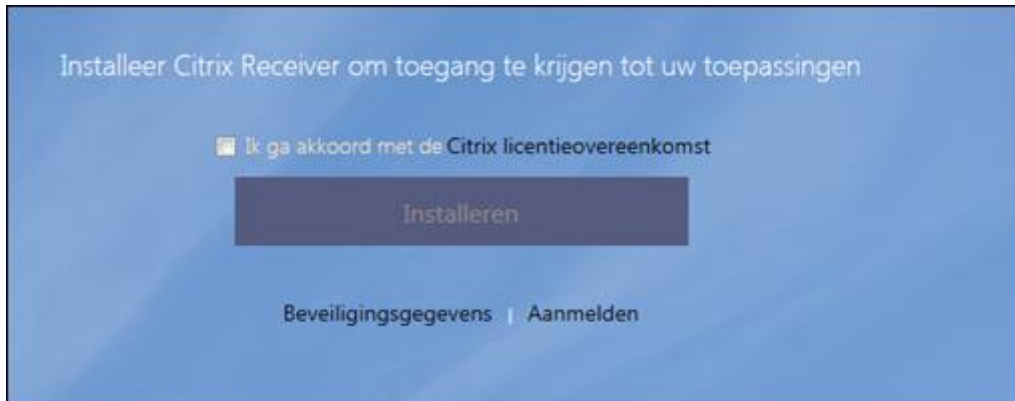 Installeer Citrix Receiver om toegang te krijgen tot uw toepassingen
Ik ga akkoord met de Citrix licentieovereenkomst
Installeren
Beveiligingsgegevens | Aanmelden